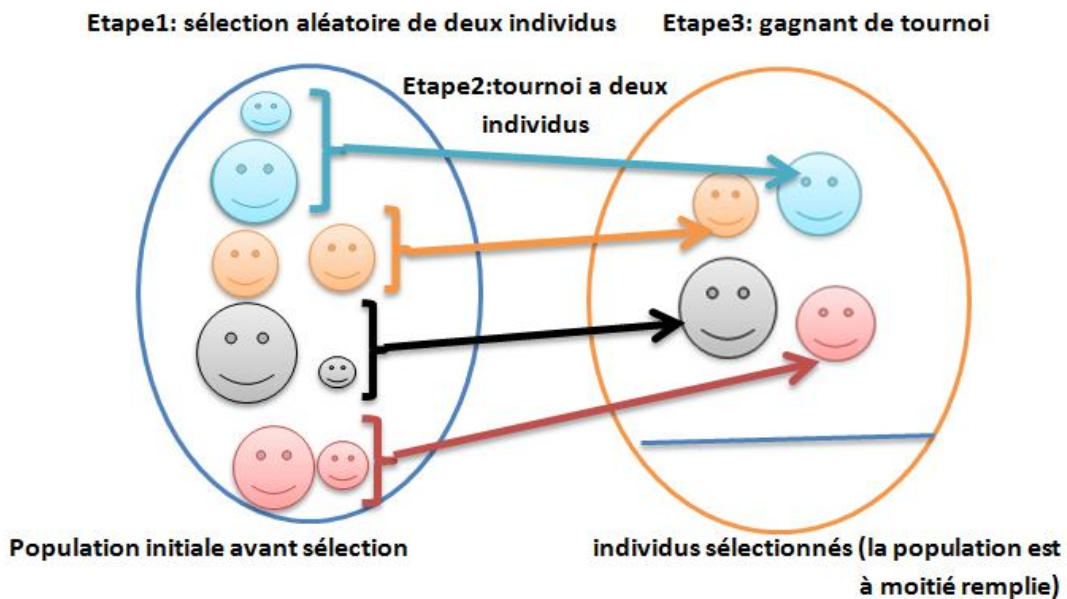 Etape1: sélection aléatoire de deux individus
Etape3: gagnant de tournoi
Etape2:tournoi a deux
individus
Population initiale avant sélection
individus sélectionnés (la population est
à moitié remplie)